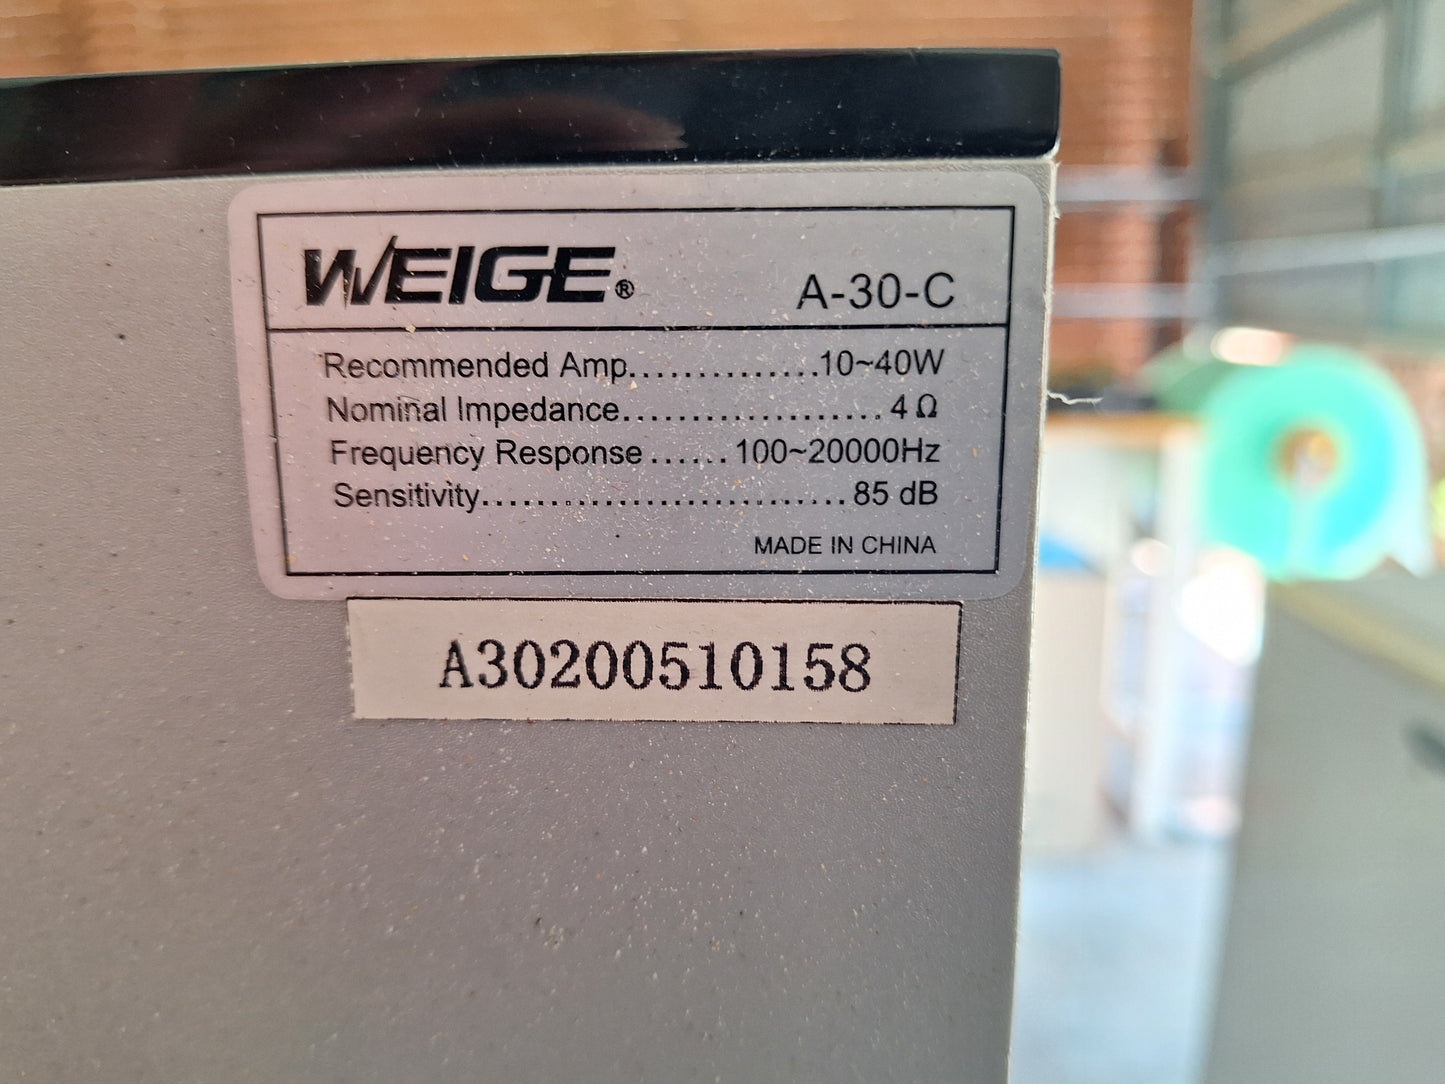 WEIGE®
A-30-C
Recommended Amp..............10~40W
Nominal Impedance...................4 Ω
Frequency Response ......100~20000Hz
Sensitivity...........................85 dB
MADE IN CHINA
A30200510158